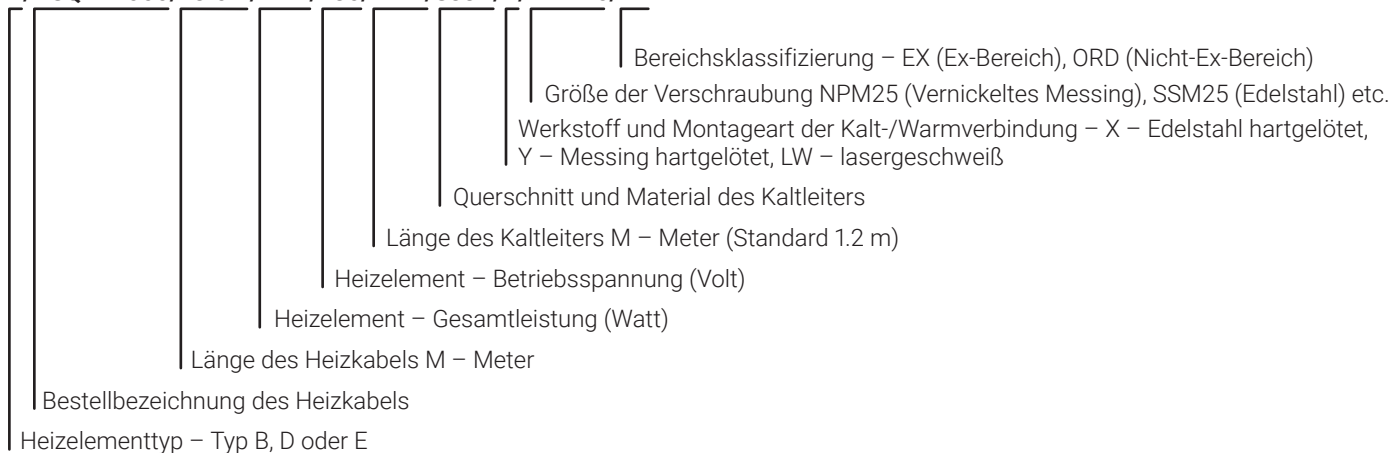 Bereichsklassifizierung – EX (Ex-Bereich), ORD (Nicht-Ex-Bereich)
Größe der Verschraubung NPM25 (Vernickeltes Messing), SSM25 (Edelstahl) etc.
Werkstoff und Montageart der Kalt-/Warmverbindung – X – Edelstahl hartgelötet,
Y – Messing hartgelötet, LW – lasergeschweiß
Querschnitt und Material des Kaltleiters
Länge des Kaltleiters M – Meter (Standard 1.2 m)
Heizelement – Betriebsspannung (Volt)
Heizelement – Gesamtleistung (Watt)
Länge des Heizkabels M – Meter
Bestellbezeichnung des Heizkabels
Heizelementtyp – Typ B, D oder E